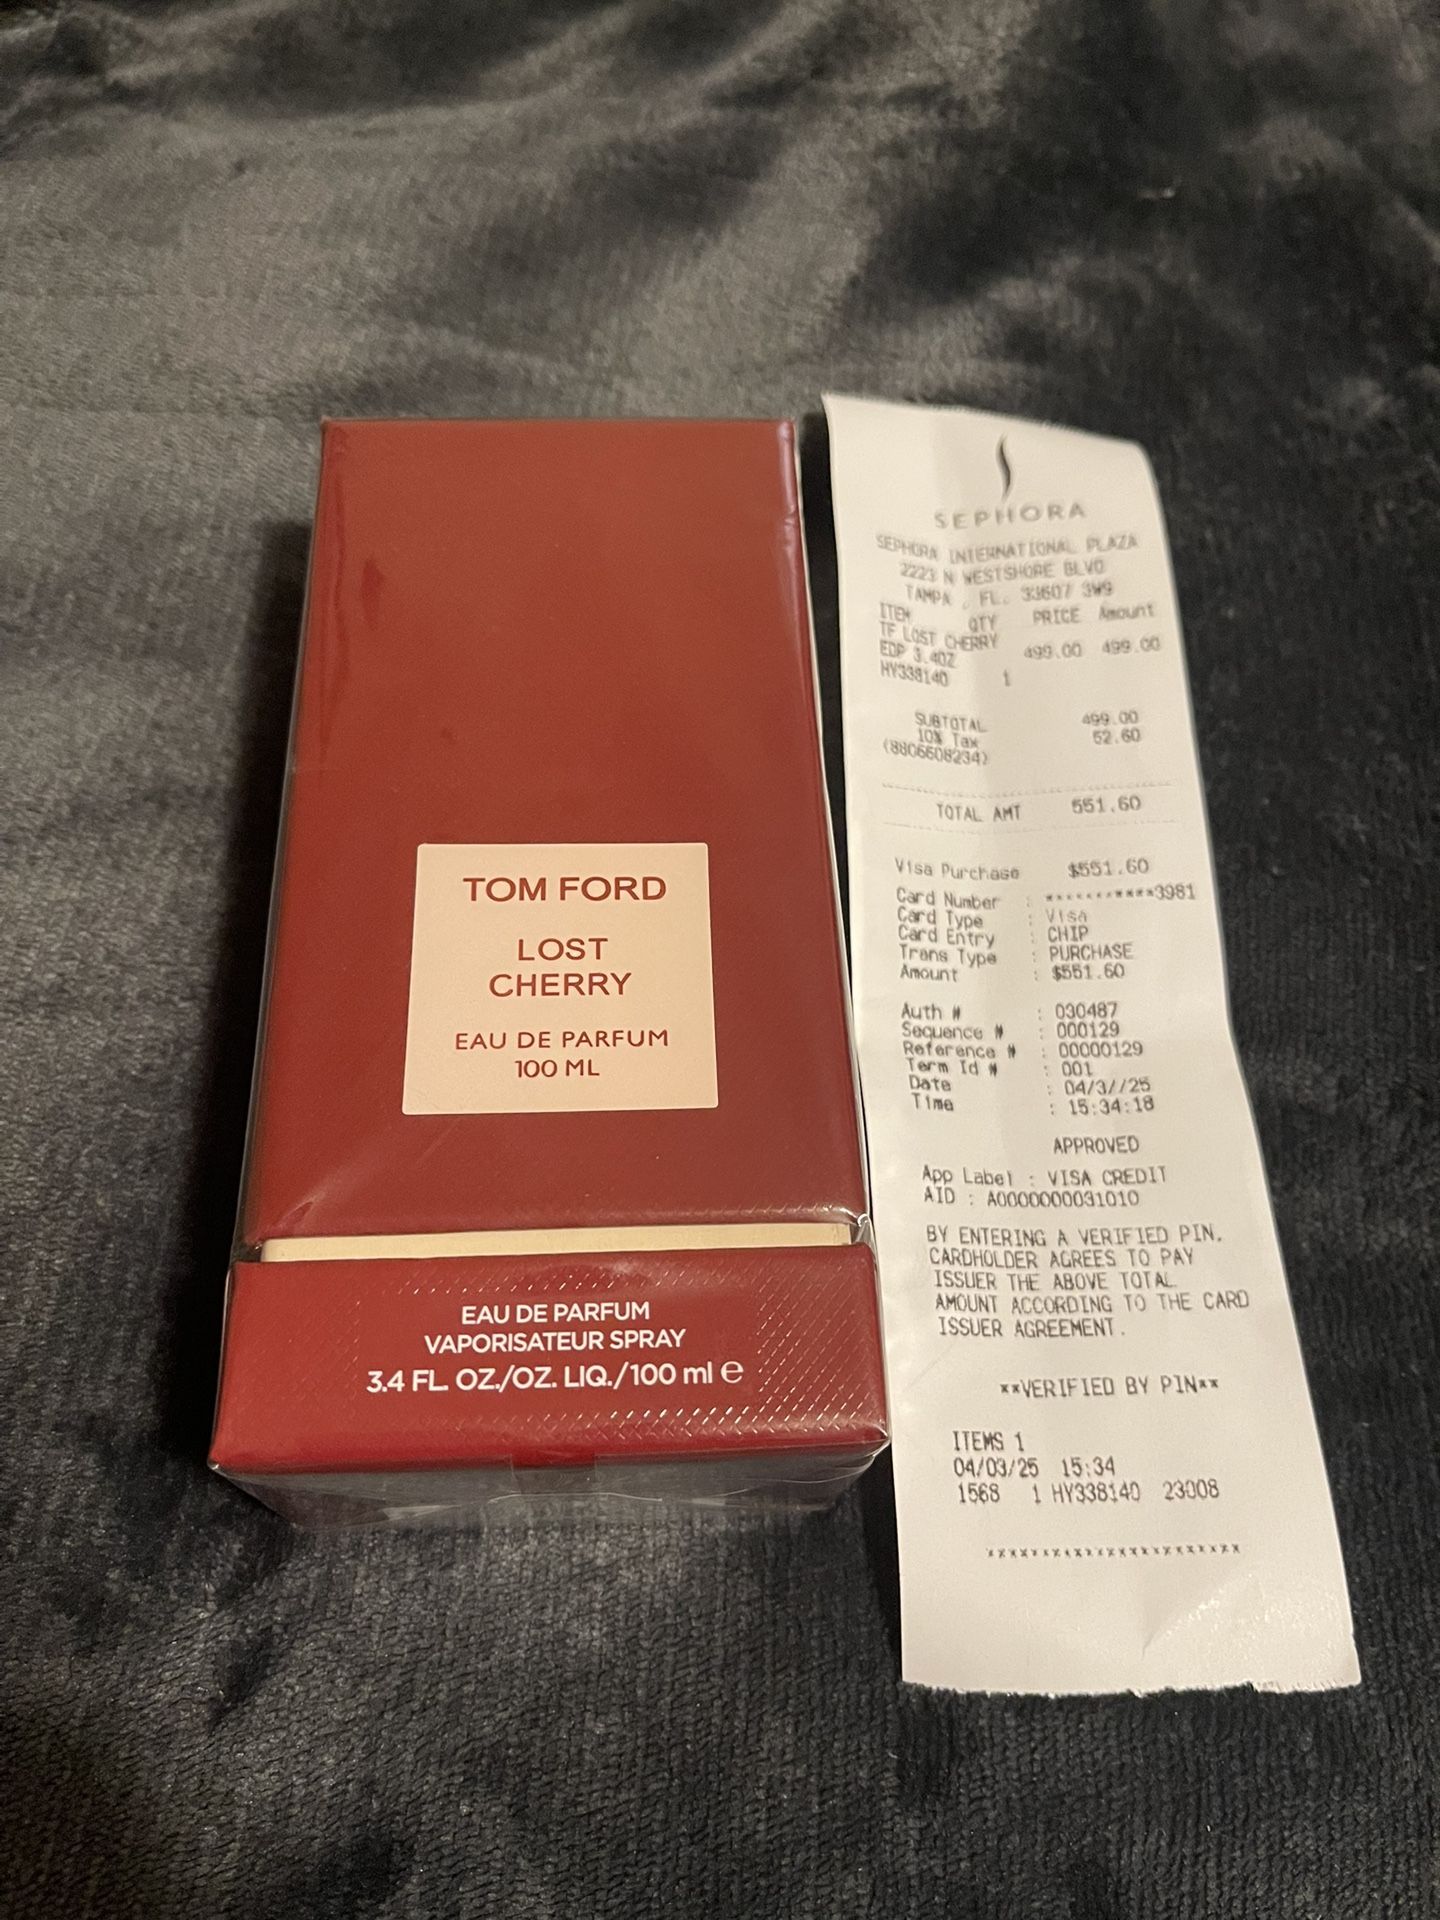 TOM FORD
LOST
CHERRY
EAU DE PARFUM
100 ML
EAU DE PARFUM
VAPORISATEUR SPRAY
3.4 FL. OZ./OZ. LIQ./100 ml e
SEPHORA
SEPHORA INTERNATIONAL PLAZA
2223 N WESTSHORE BLVD
TAMPA , FL. 33607 3W9
ITEM QTY PRICE Amount
TF LOST CHERRY
EDP 3.4OZ 499.00 499.00
HY338140 1
SUBTOTAL 499.00
10% Tax 52.60
(8806608234)
TOTAL AMT 551.60
Visa Purchase $551.60
Card Number : ***********3981
Card Type : Visa
Card Entry : CHIP
Trans Type : PURCHASE
Amount : $551.60
Auth # : 030487
Sequence # : 000129
Reference # : 00000129
Term Id # : 001
Date : 04/3//25
Time : 15:34:18
APPROVED
App Label : VISA CREDIT
AID : A0000000031010
BY ENTERING A VERIFIED PIN.
CARDHOLDER AGREES TO PAY
ISSUER THE ABOVE TOTAL
AMOUNT ACCORDING TO THE CARD
ISSUER AGREEMENT.
**VERIFIED BY PIN**
ITEMS 1
04/03/25 15:34
1568 1 HY338140 23008
***********************